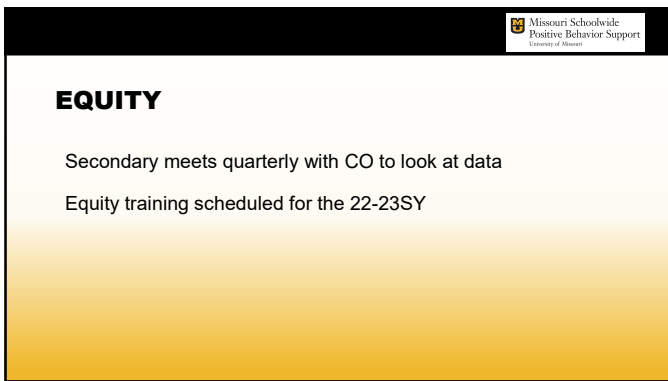 Missouri Schoolwide
Positive Behavior Support
University of Missouri
EQUITY
Secondary meets quarterly with CO to look at data
Equity training scheduled for the 22-23SY